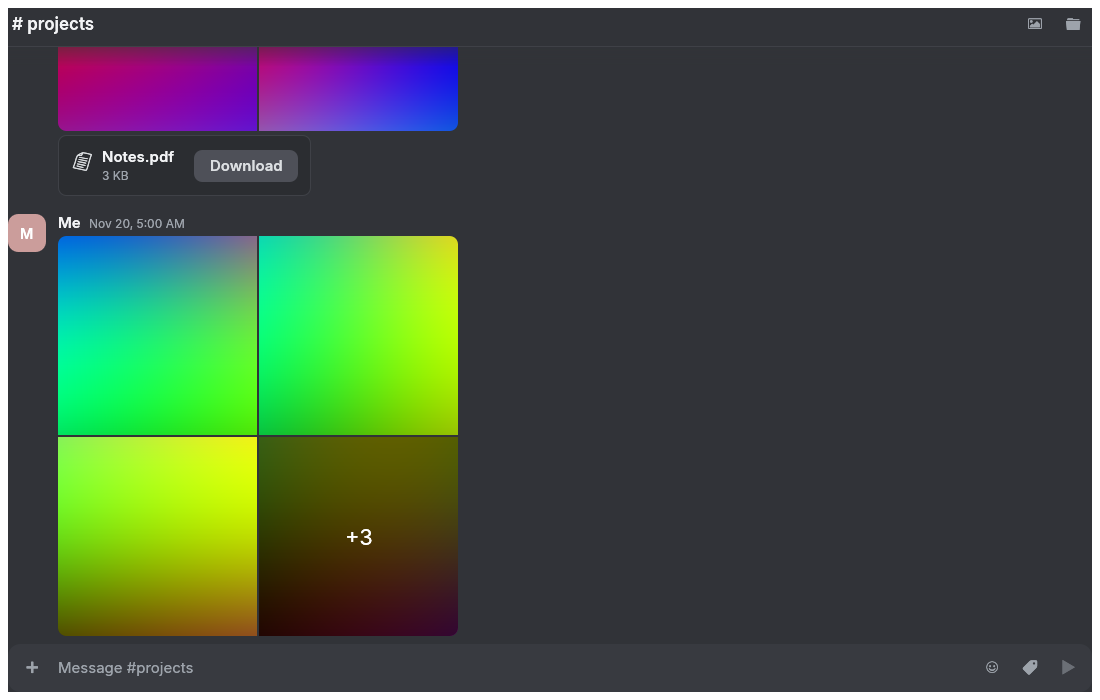 # projects
Notes.pdf
3 KB
Download
M
Me Nov 20, 5:00 AM
+3
Message #projects